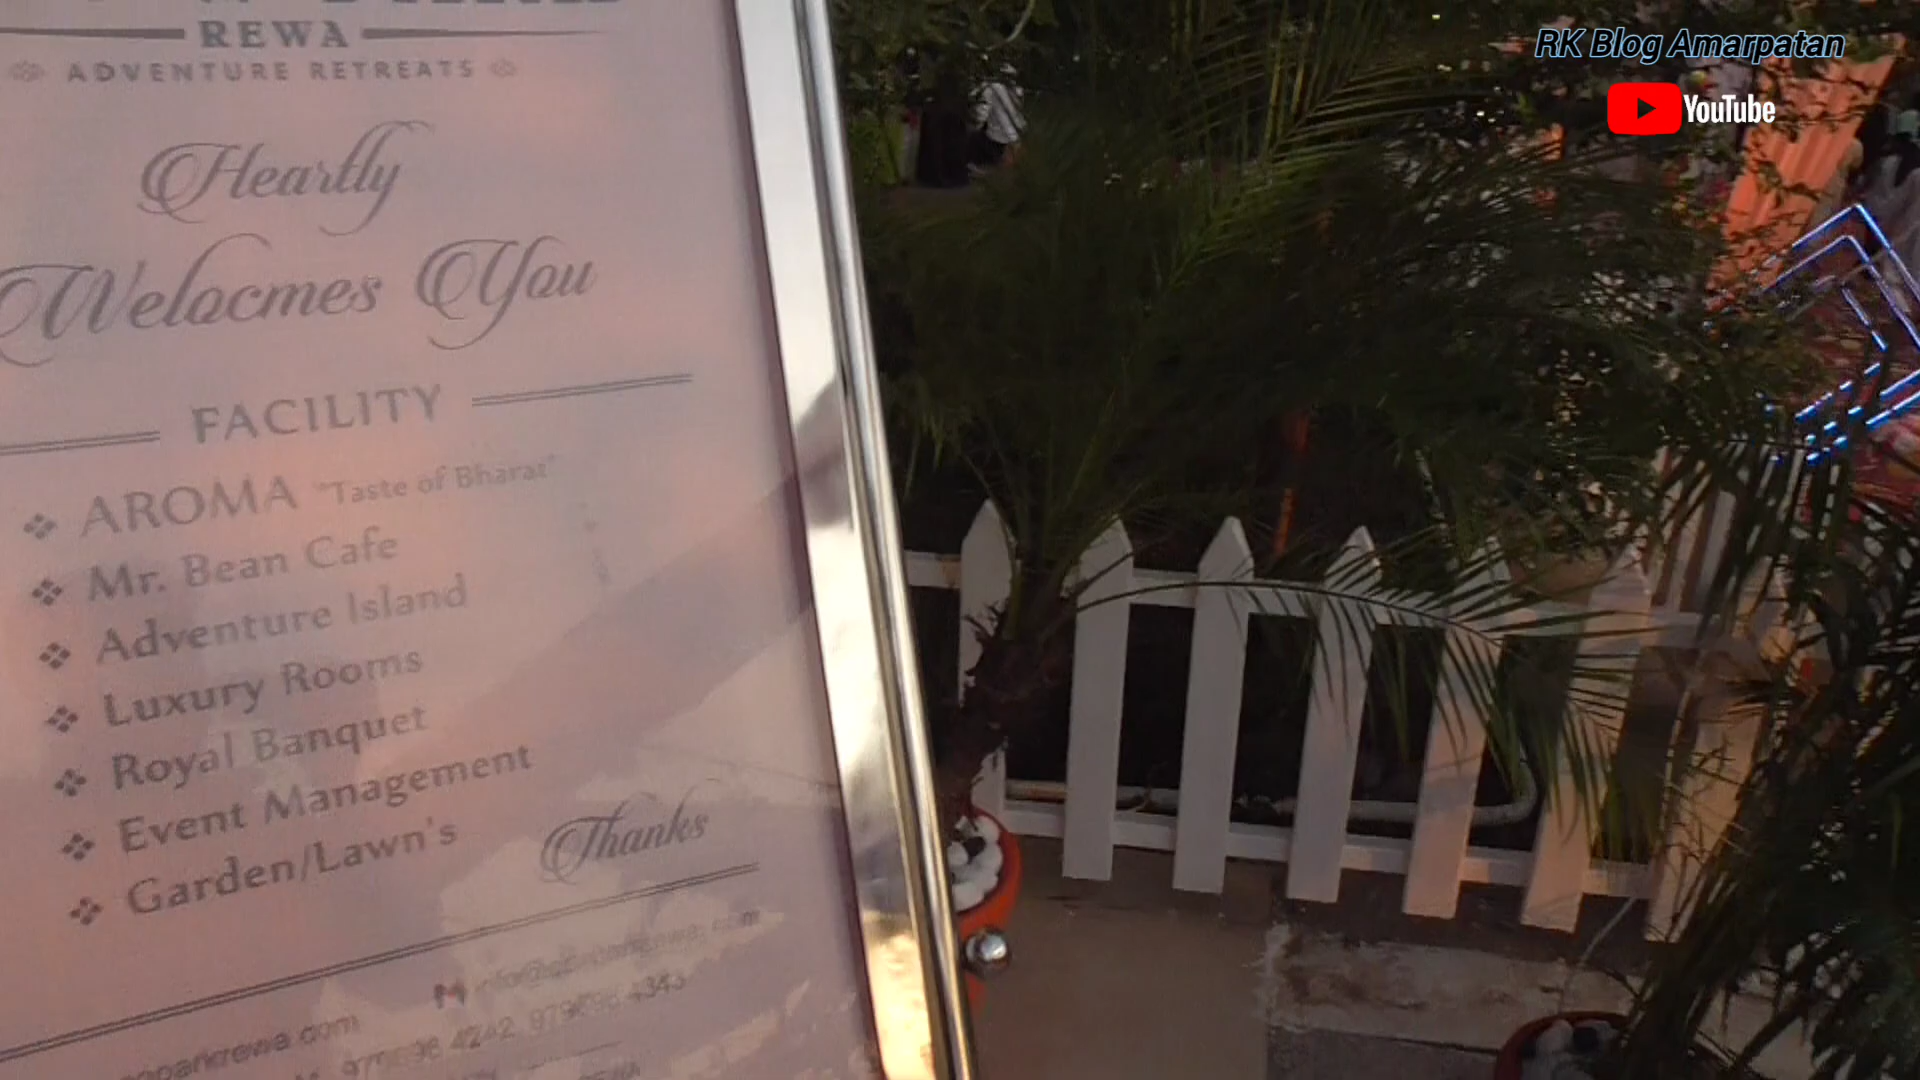 RK Blog Amarpatan
YouTube
REWA
ADVENTURE RETREATS
Heartly
Welocmes You
FACILITY
AROMA "Taste of Bharat"
Mr. Bean Cafe
Adventure Island
Luxury Rooms
Royal Banquet
Event Management
Garden/Lawn's
Thanks